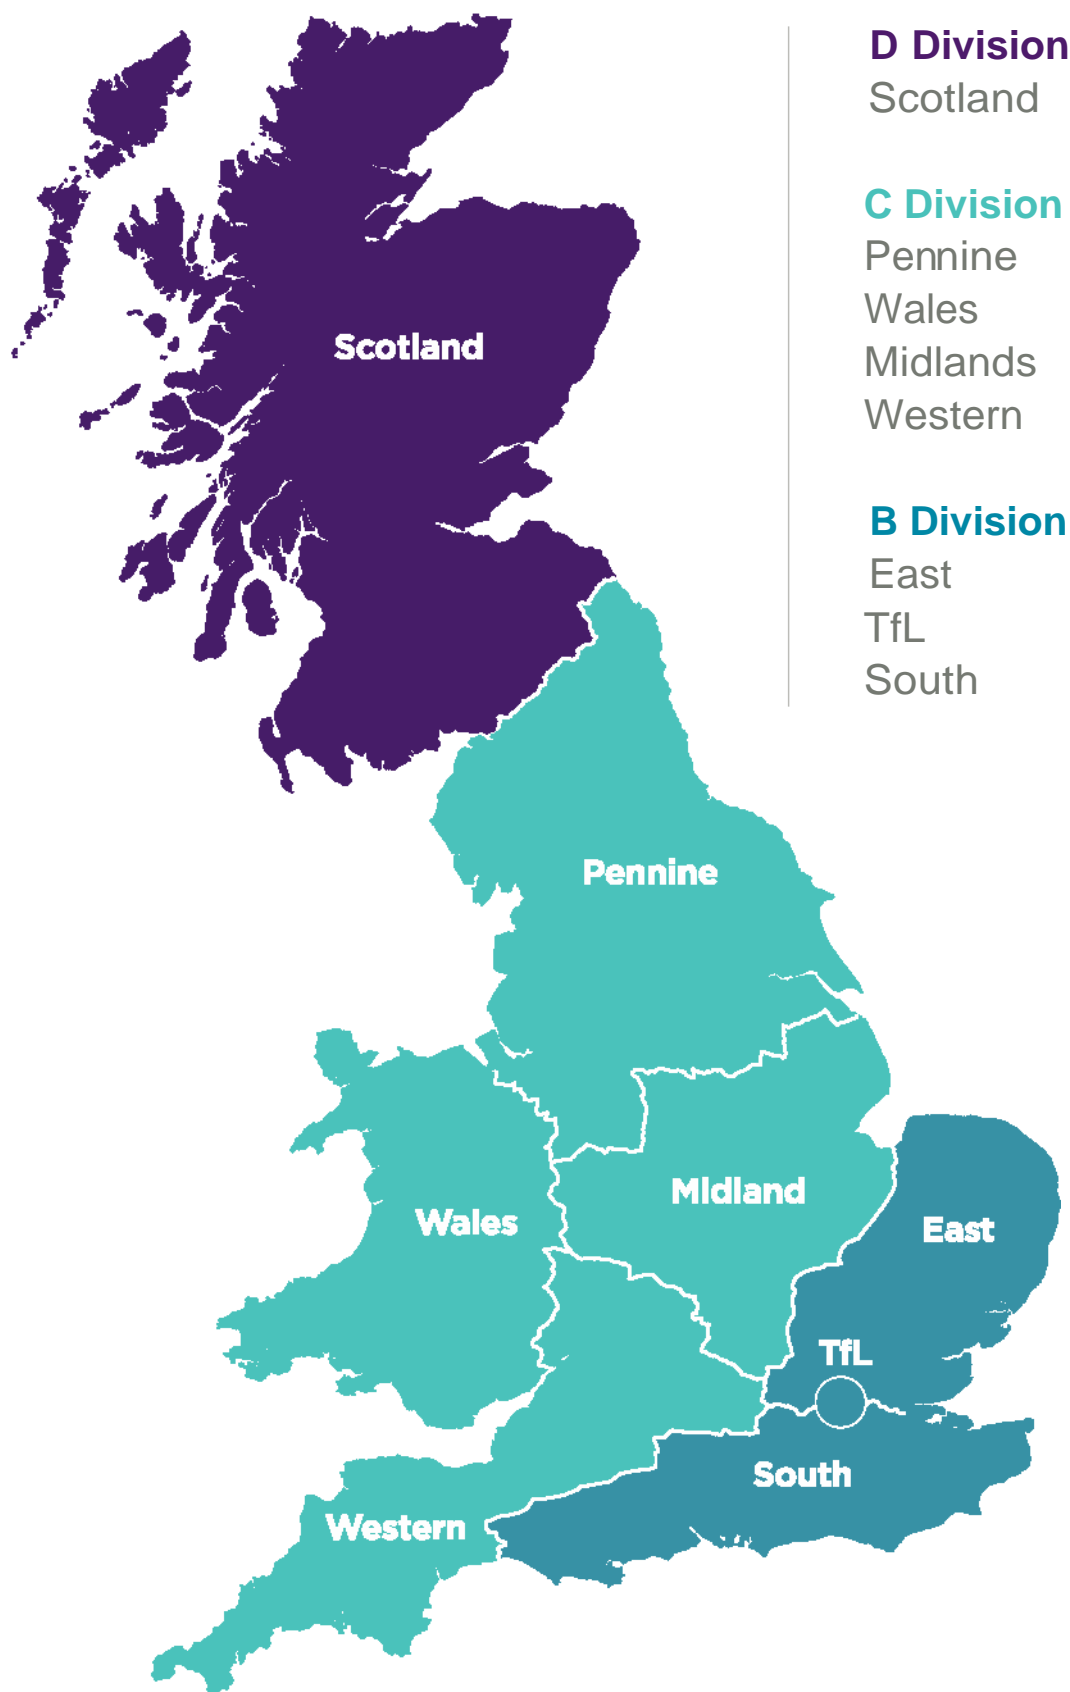 D Division
Scotland
C Division
Pennine
Wales
Midlands
Western
B Division
East
TfL
South
Scotland
Pennine
Midland
Wales
East
TfL
South
Western